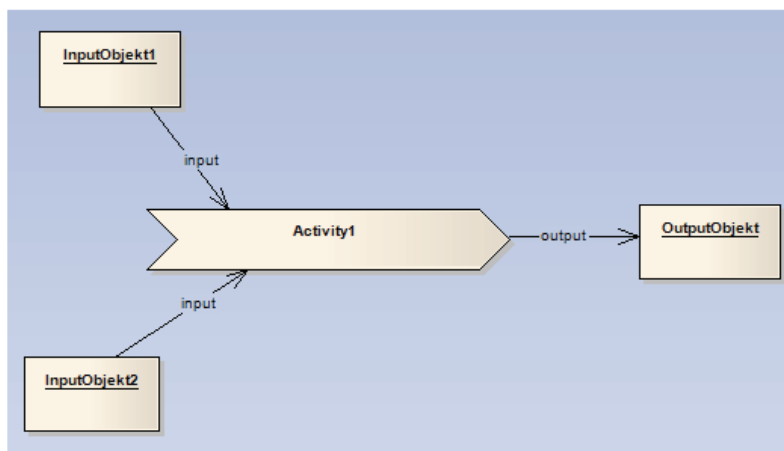 InputObjekt1
input
Activity1
output
OutputObjekt
input
InputObjekt2